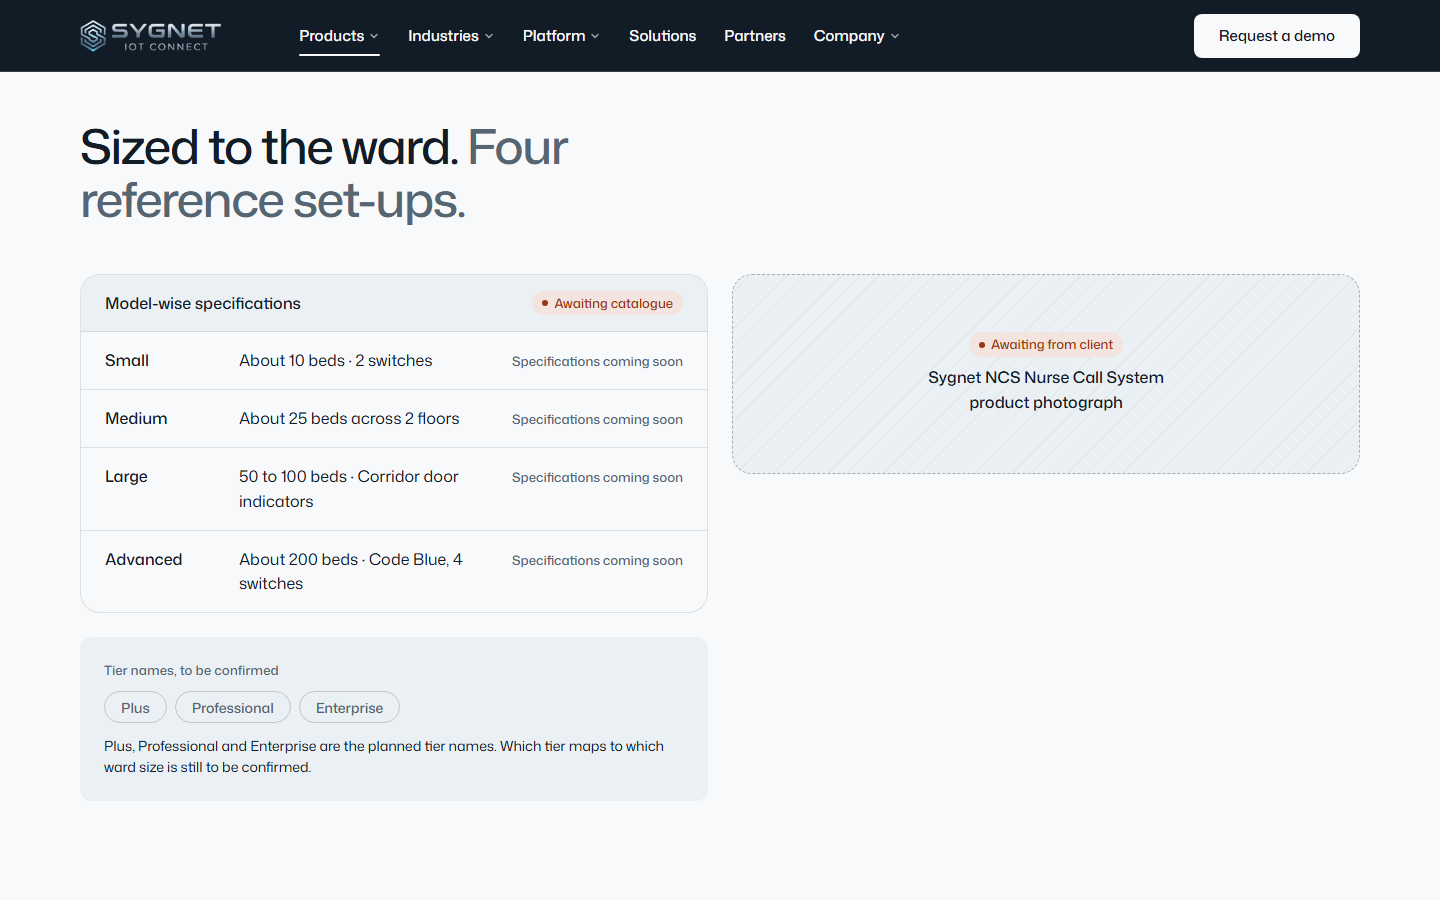 SYGNET
IOT CONNECT
Products
Industries
Platform
Solutions
Partners
Company
Request a demo
Sized to the ward. Four
reference set-ups.
Model-wise specifications
Awaiting catalogue
Small
About 10 beds · 2 switches
Specifications coming soon
Medium
About 25 beds across 2 floors
Specifications coming soon
Large
50 to 100 beds · Corridor door
indicators
Specifications coming soon
Advanced
About 200 beds · Code Blue, 4
switches
Specifications coming soon
Awaiting from client
Sygnet NCS Nurse Call System
product photograph
Tier names, to be confirmed
Plus
Professional
Enterprise
Plus, Professional and Enterprise are the planned tier names. Which tier maps to which
ward size is still to be confirmed.